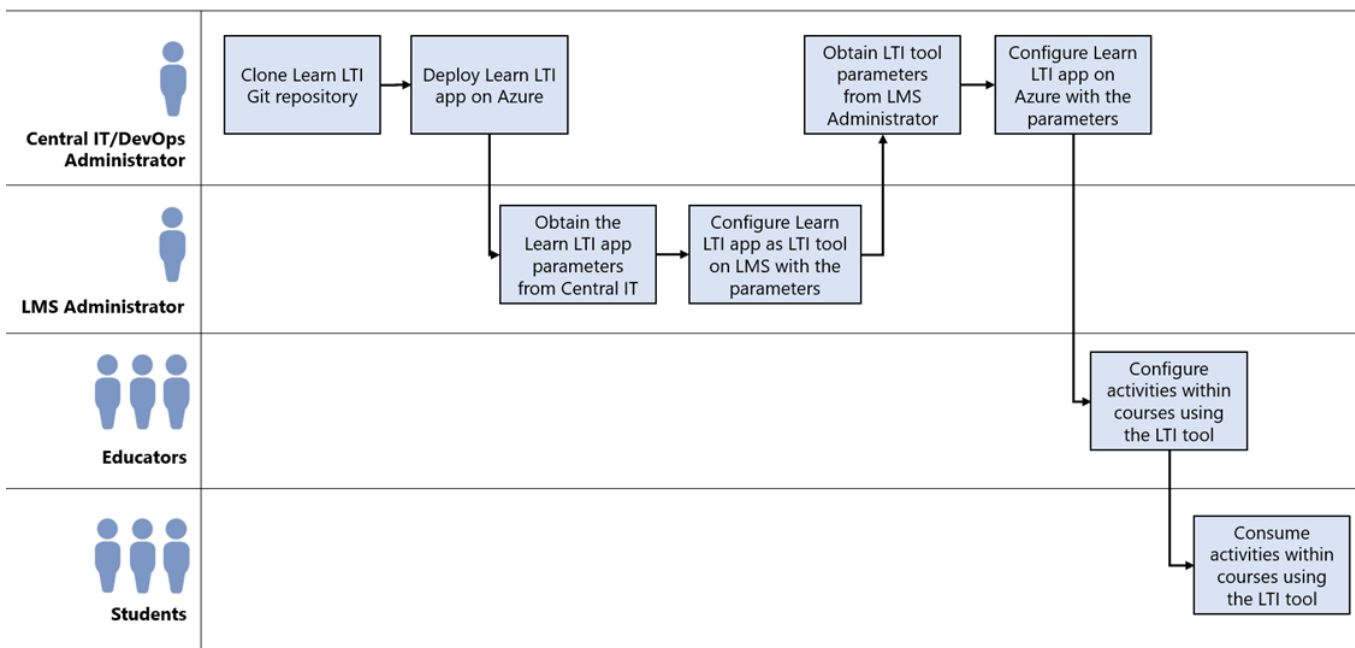 Clone Learn LTI
Git repository
Deploy Learn LTI
app on Azure
Obtain LTI tool
parameters
from LMS
Administrator
Configure Learn
LTI app on
Azure with the
parameters
Central IT/DevOps
Administrator
Obtain the
Learn LTI app
parameters
from Central IT
Configure Learn
LTI app as LTI tool
on LMS with the
parameters
LMS Administrator
Configure
activities within
courses using
the LTI tool
Educators
Consume
activities within
courses using
the LTI tool
Students